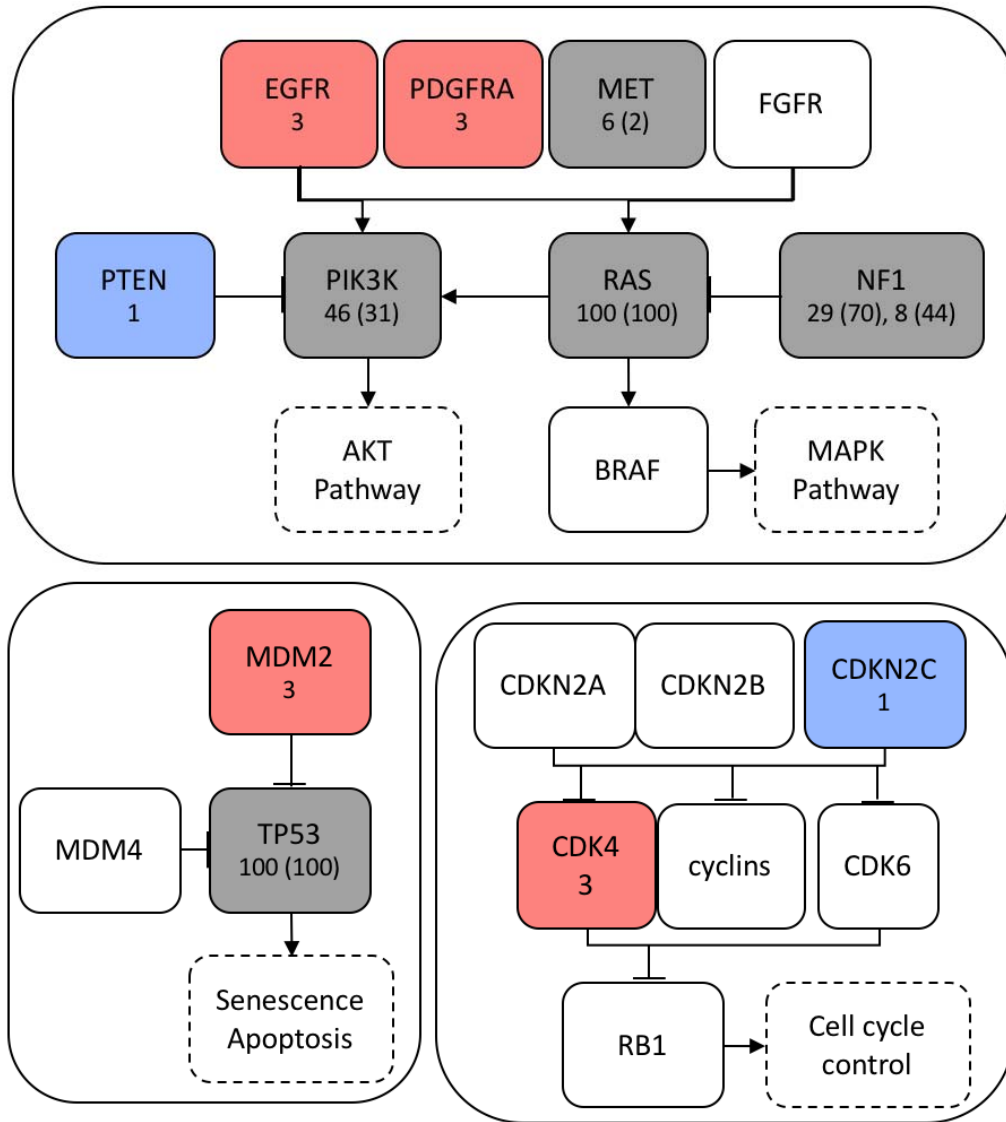 EGFR
3
PDGFRA
3
MET
6 (2)
FGFR
PTEN
1
PIK3K
46 (31)
RAS
100 (100)
NF1
29 (70), 8 (44)
AKT
Pathway
BRAF
MAPK
Pathway
MDM2
3
MDM4
TP53
100 (100)
Senescence
Apoptosis
CDKN2A
CDKN2B
CDKN2C
1
CDK4
3
cyclins
CDK6
RB1
Cell cycle
control